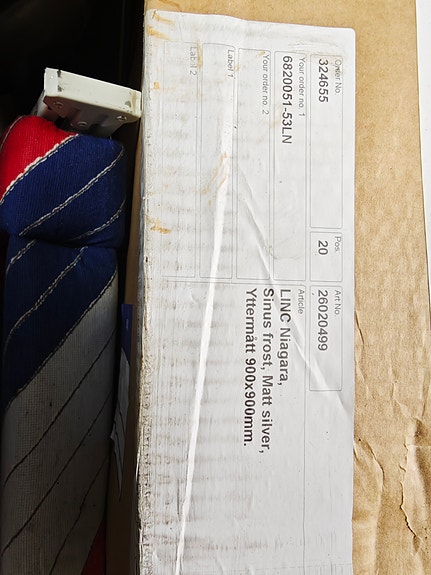 Order No
324655
Pos
20
Art No
26020499
Your order no. 1
6820051-53LN
Article
LINC Niagara,
Sinus frost, Matt silver,
Yttermått 900x900mm.
Your order no. 2
Label 1
Label 2